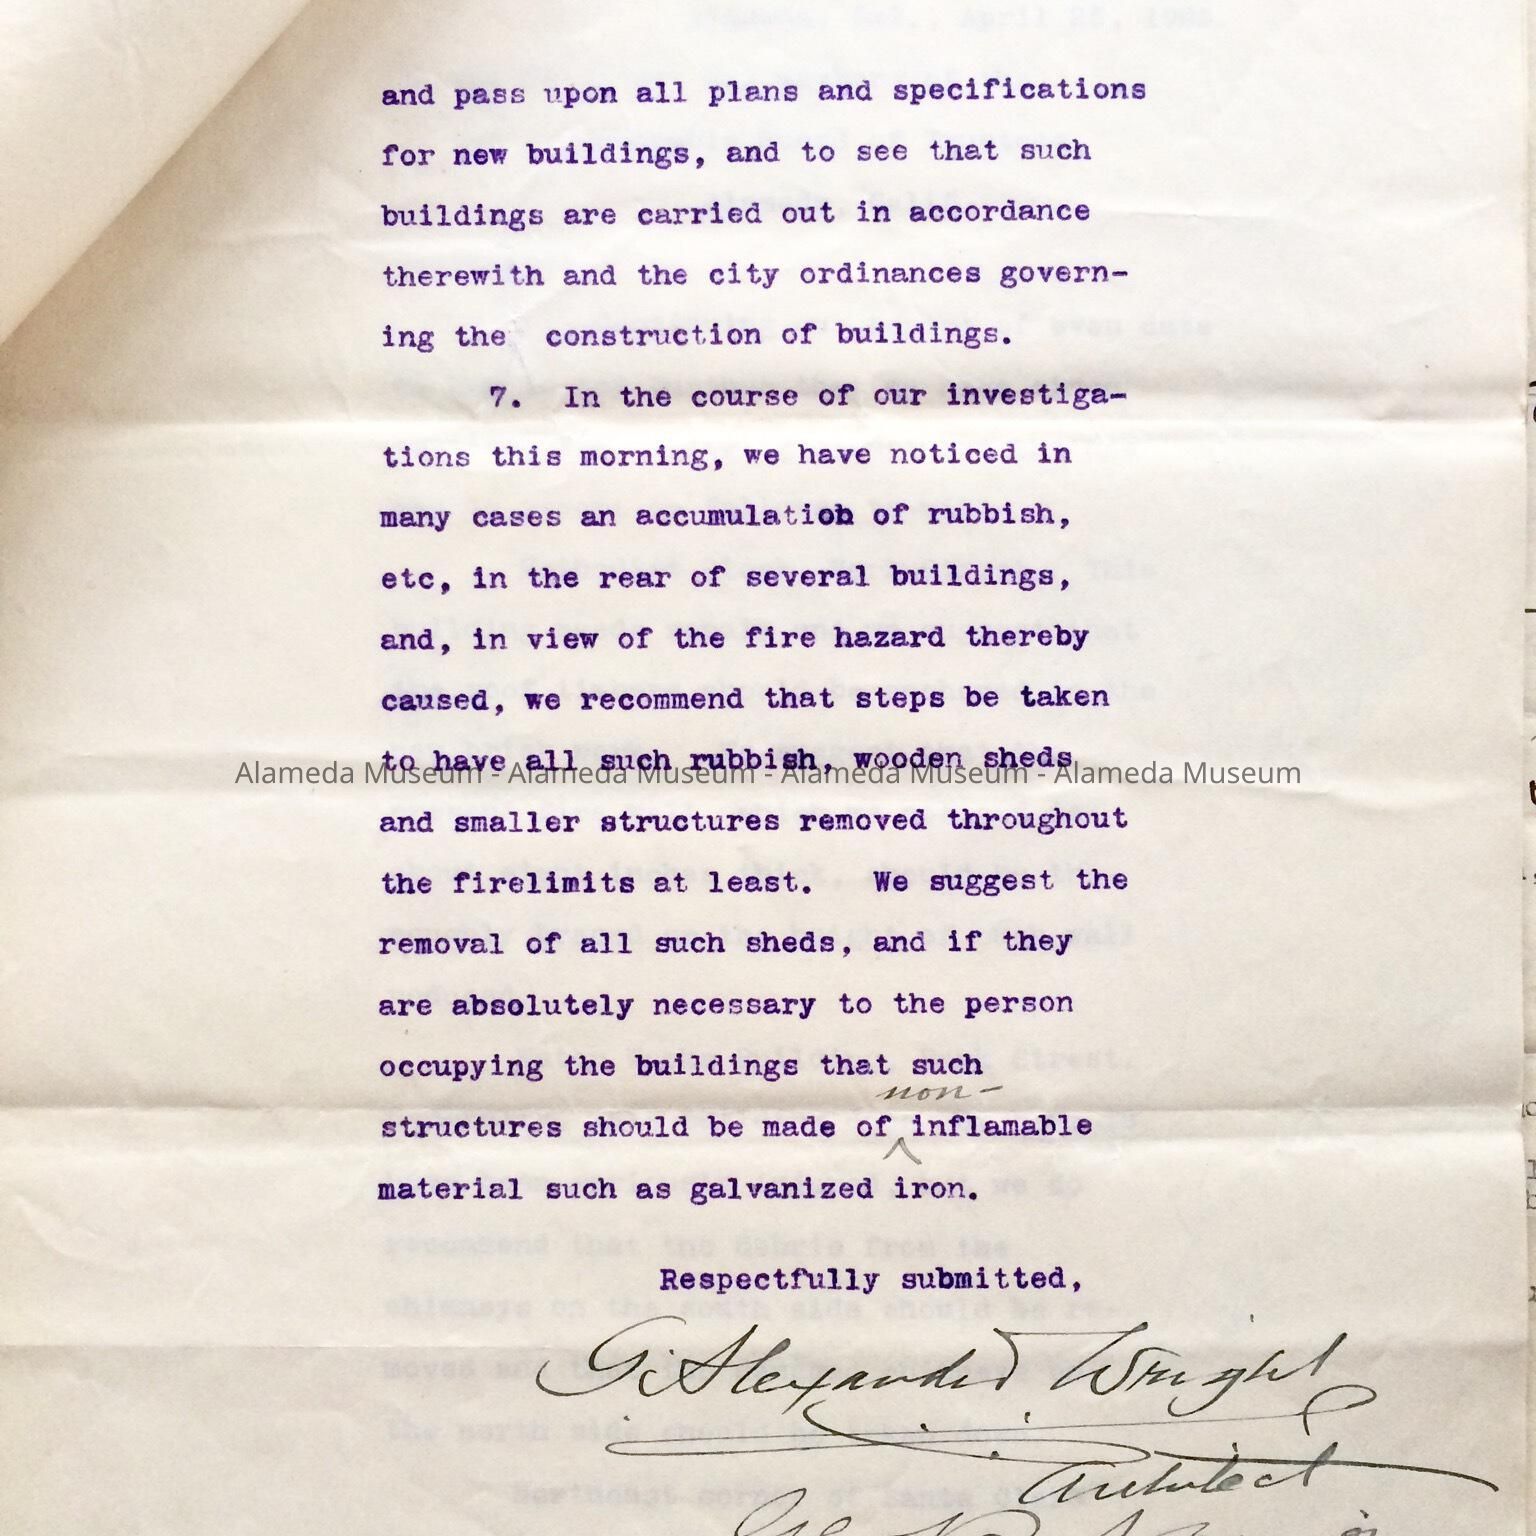 and pass upon all plans and specifications
for new buildings, and to see that such
buildings are carried out in accordance
therewith and the city ordinances govern-
ing the construction of buildings.
7. In the course of our investiga-
tions this morning, we have noticed in
many cases an accumulation of rubbish,
etc, in the rear of several buildings,
and, in view of the fire hazard thereby
caused, we recommend that steps be taken
to have all such rubbish, wooden sheds
Alameda Museum - Alameda Museum - Alameda Museum - Alameda Museum
and smaller structures removed throughout
the firelimits at least. We suggest the
removal of all such sheds, and if they
are absolutely necessary to the person
occupying the buildings that such
non-
structures should be made of inflamable
material such as galvanized iron.
Respectfully submitted,
G. Alexander Wright
Architect